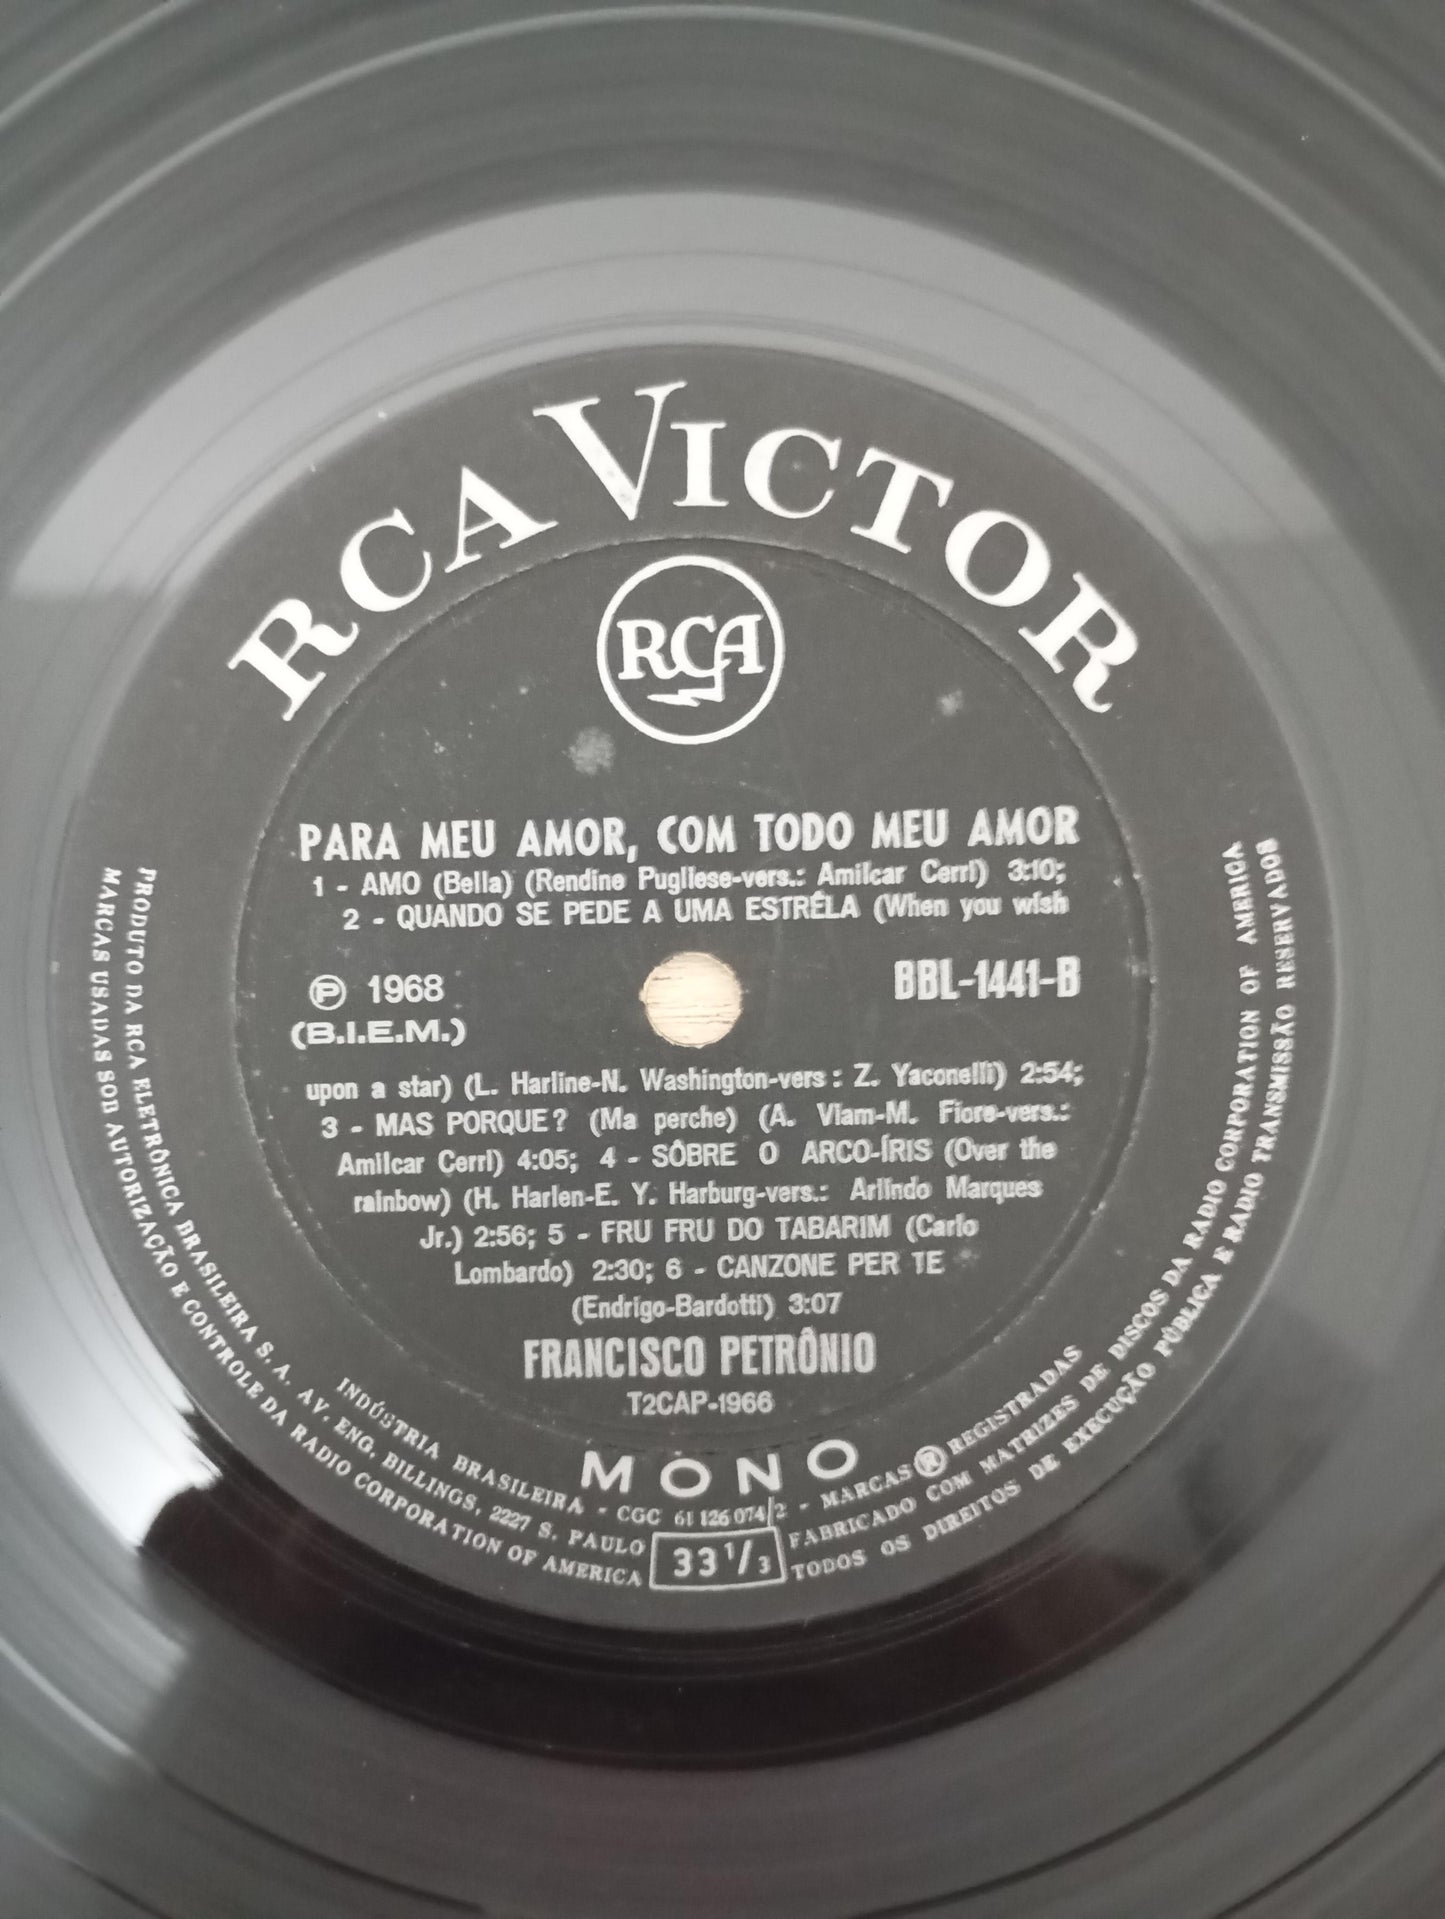 RCA VICTOR
RCA
PARA MEU AMOR, COM TODO MEU AMOR
1 - AMO (Bella) (Rendine Pugliese-vers.: Amilcar Cerri) 3:10;
2 - QUANDO SE PEDE A UMA ESTRÊLA (When you wish
℗ 1968
(B.I.E.M.)
BBL-1441-B
upon a star) (L. Harline-N. Washington-vers : Z. Yaconelli) 2:54;
3 - MAS PORQUE? (Ma perche) (A. Viam-M. Fiore-vers.:
Amilcar Cerri) 4:05; 4 - SÔBRE O ARCO-ÍRIS (Over the
rainbow) (H. Harlen-E. Y. Harburg-vers.: Arlindo Marques
Jr.) 2:56; 5 - FRU FRU DO TABARIM (Carlo
Lombardo) 2:30; 6 - CANZONE PER TE
(Endrigo-Bardotti) 3:07
FRANCISCO PETRÔNIO
T2CAP-1966
MONO
INDÚSTRIA BRASILEIRA - CGC 61 126 074/2 - MARCAS ® REGISTRADAS
PRODUTO DA RCA ELETRÔNICA BRASILEIRA S. A. AV. ENG. BILLINGS, 2227 S. PAULO
MARCAS USADAS SOB AUTORIZAÇÃO E CONTROLE DA RADIO CORPORATION OF AMERICA
33 1/3
FABRICADO COM MATRIZES DE DISCOS DA RADIO CORPORATION OF AMERICA
TODOS OS DIREITOS DE EXECUÇÃO PÚBLICA E RADIO TRANSMISSÃO RESERVADOS